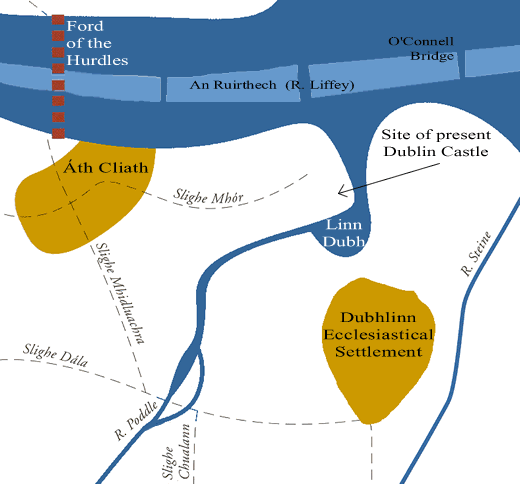 Ford
of the
Hurdles
O'Connell
Bridge
An Ruirthech (R. Liffey)
Site of present
Dublin Castle
Áth Cliath
Slighe Mhór
Linn
Dubh
R. Steine
Slighe Mhidluachra
Dubhlinn
Ecclesiastical
Settlement
Slighe Dála
R. Poddle
Slighe
Chualann